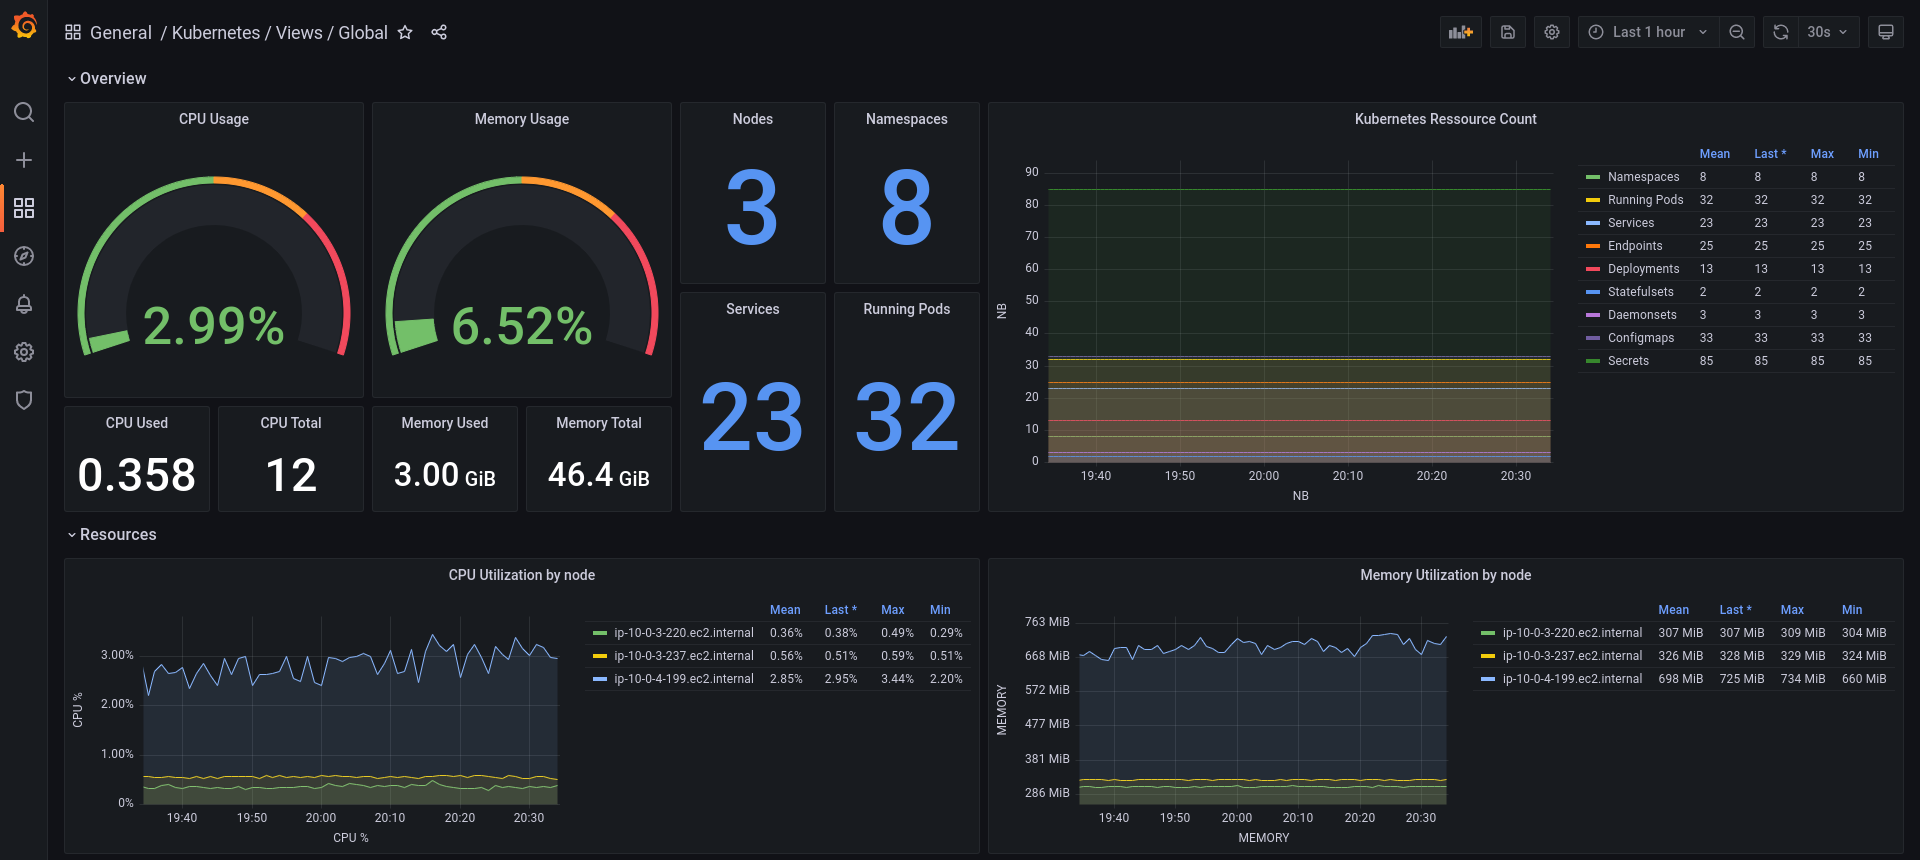 General / Kubernetes / Views / Global
Last 1 hour
30s
Overview
CPU Usage
2.99%
Memory Usage
6.52%
Nodes
3
Namespaces
8
CPU Used
0.358
CPU Total
12
Memory Used
3.00 GiB
Memory Total
46.4 GiB
Services
23
Running Pods
32
Kubernetes Ressource Count
NB
90
80
70
60
50
40
30
20
10
0
19:40 19:50 20:00 20:10 20:20 20:30
NB
Mean Last * Max Min
Namespaces 8 8 8 8
Running Pods 32 32 32 32
Services 23 23 23 23
Endpoints 25 25 25 25
Deployments 13 13 13 13
Statefulsets 2 2 2 2
Daemonsets 3 3 3 3
Configmaps 33 33 33 33
Secrets 85 85 85 85
Resources
CPU Utilization by node
CPU %
3.00%
2.00%
1.00%
0%
19:40 19:50 20:00 20:10 20:20 20:30
CPU %
Mean Last * Max Min
ip-10-0-3-220.ec2.internal 0.36% 0.38% 0.49% 0.29%
ip-10-0-3-237.ec2.internal 0.56% 0.51% 0.59% 0.51%
ip-10-0-4-199.ec2.internal 2.85% 2.95% 3.44% 2.20%
Memory Utilization by node
MEMORY
763 MiB
668 MiB
572 MiB
477 MiB
381 MiB
286 MiB
19:40 19:50 20:00 20:10 20:20 20:30
MEMORY
Mean Last * Max Min
ip-10-0-3-220.ec2.internal 307 MiB 307 MiB 309 MiB 304 MiB
ip-10-0-3-237.ec2.internal 326 MiB 328 MiB 329 MiB 324 MiB
ip-10-0-4-199.ec2.internal 698 MiB 725 MiB 734 MiB 660 MiB